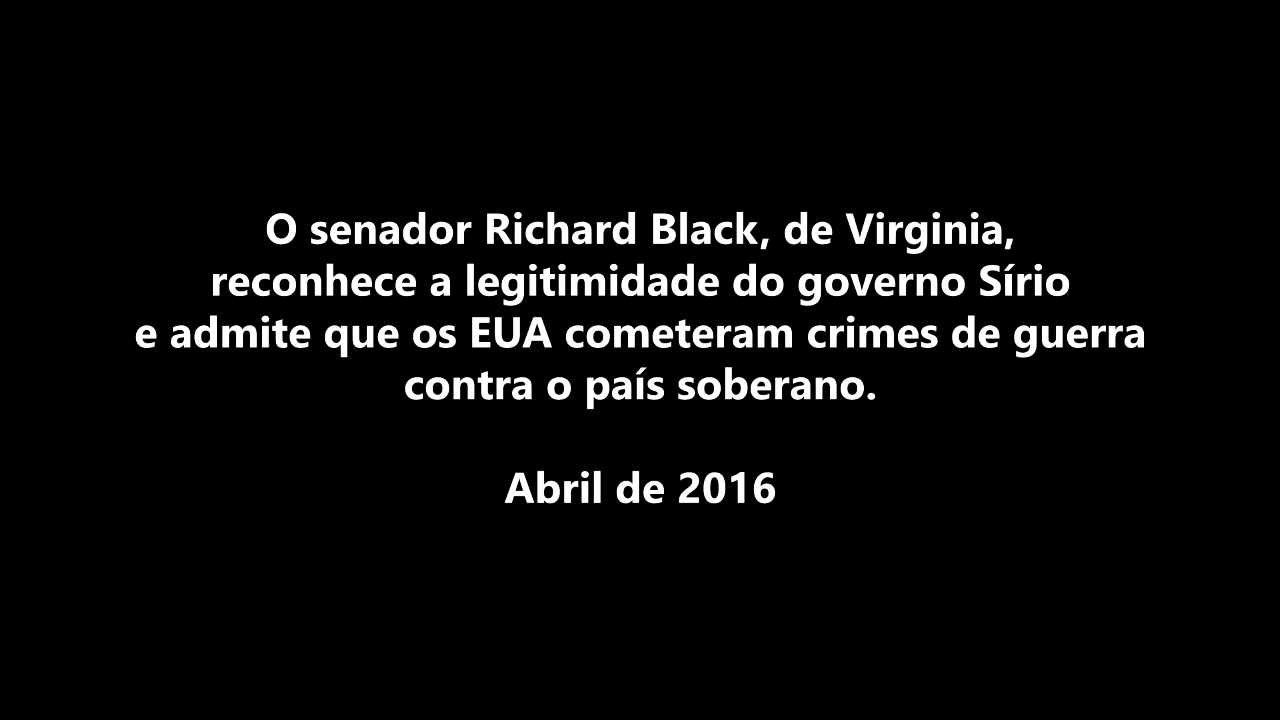 O senador Richard Black, de Virginia,
reconhece a legitimidade do governo Sírio
e admite que os EUA cometeram crimes de guerra
contra o país soberano.
Abril de 2016